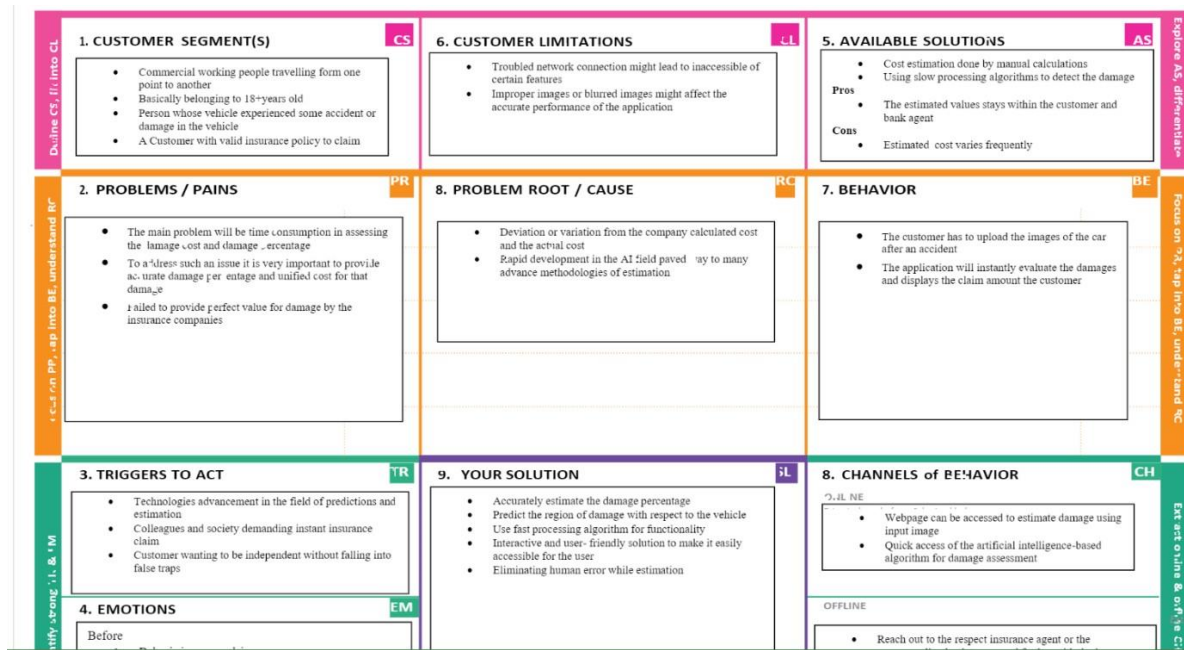 1. CUSTOMER SEGMENT(S)
CS
• Commercial working people travelling form one
point to another
• Basically belonging to 18+years old
• Person whose vehicle experienced some accident or
damage in the vehicle
• A Customer with valid insurance policy to claim
6. CUSTOMER LIMITATIONS
• Troubled network connection might lead to inaccessible of
certain features
• Improper images or blurred images might affect the
accurate performance of the application
5. AVAILABLE SOLUTIONS
AS
• Cost estimation done by manual calculations
• Using slow processing algorithms to detect the damage
Pros
• The estimated values stays within the customer and
bank agent
Cons
• Estimated cost varies frequently
Explore AS, differentiate
2. PROBLEMS / PAINS
PR
• The main problem will be time consumption in assessing
the damage cost and damage percentage
• To address such an issue it is very important to provide
accurate damage percentage and unified cost for that
damage
• Failed to provide perfect value for damage by the
insurance companies
8. PROBLEM ROOT / CAUSE
RC
• Deviation or variation from the company calculated cost
and the actual cost
• Rapid development in the AI field paved way to many
advance methodologies of estimation
7. BEHAVIOR
BE
• The customer has to upload the images of the car
after an accident
• The application will instantly evaluate the damages
and displays the claim amount the customer
3. TRIGGERS TO ACT
TR
• Technologies advancement in the field of predictions and
estimation
• Colleagues and society demanding instant insurance
claim
• Customer wanting to be independent without falling into
false traps
4. EMOTIONS
EM
Before
9. YOUR SOLUTION
• Accurately estimate the damage percentage
• Predict the region of damage with respect to the vehicle
• Use fast processing algorithm for functionality
• Interactive and user- friendly solution to make it easily
accessible for the user
• Eliminating human error while estimation
8. CHANNELS of BEHAVIOR
CH
• Webpage can be accessed to estimate damage using
input image
• Quick access of the artificial intelligence-based
algorithm for damage assessment
OFFLINE
• Reach out to the respect insurance agent or the